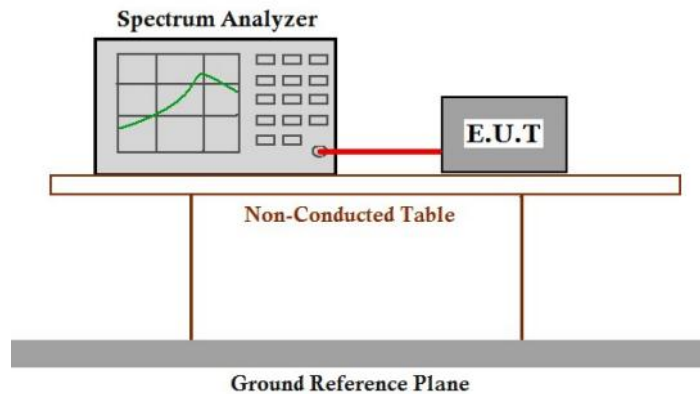 Spectrum Analyzer
E.U.T
Non-Conducted Table
Ground Reference Plane